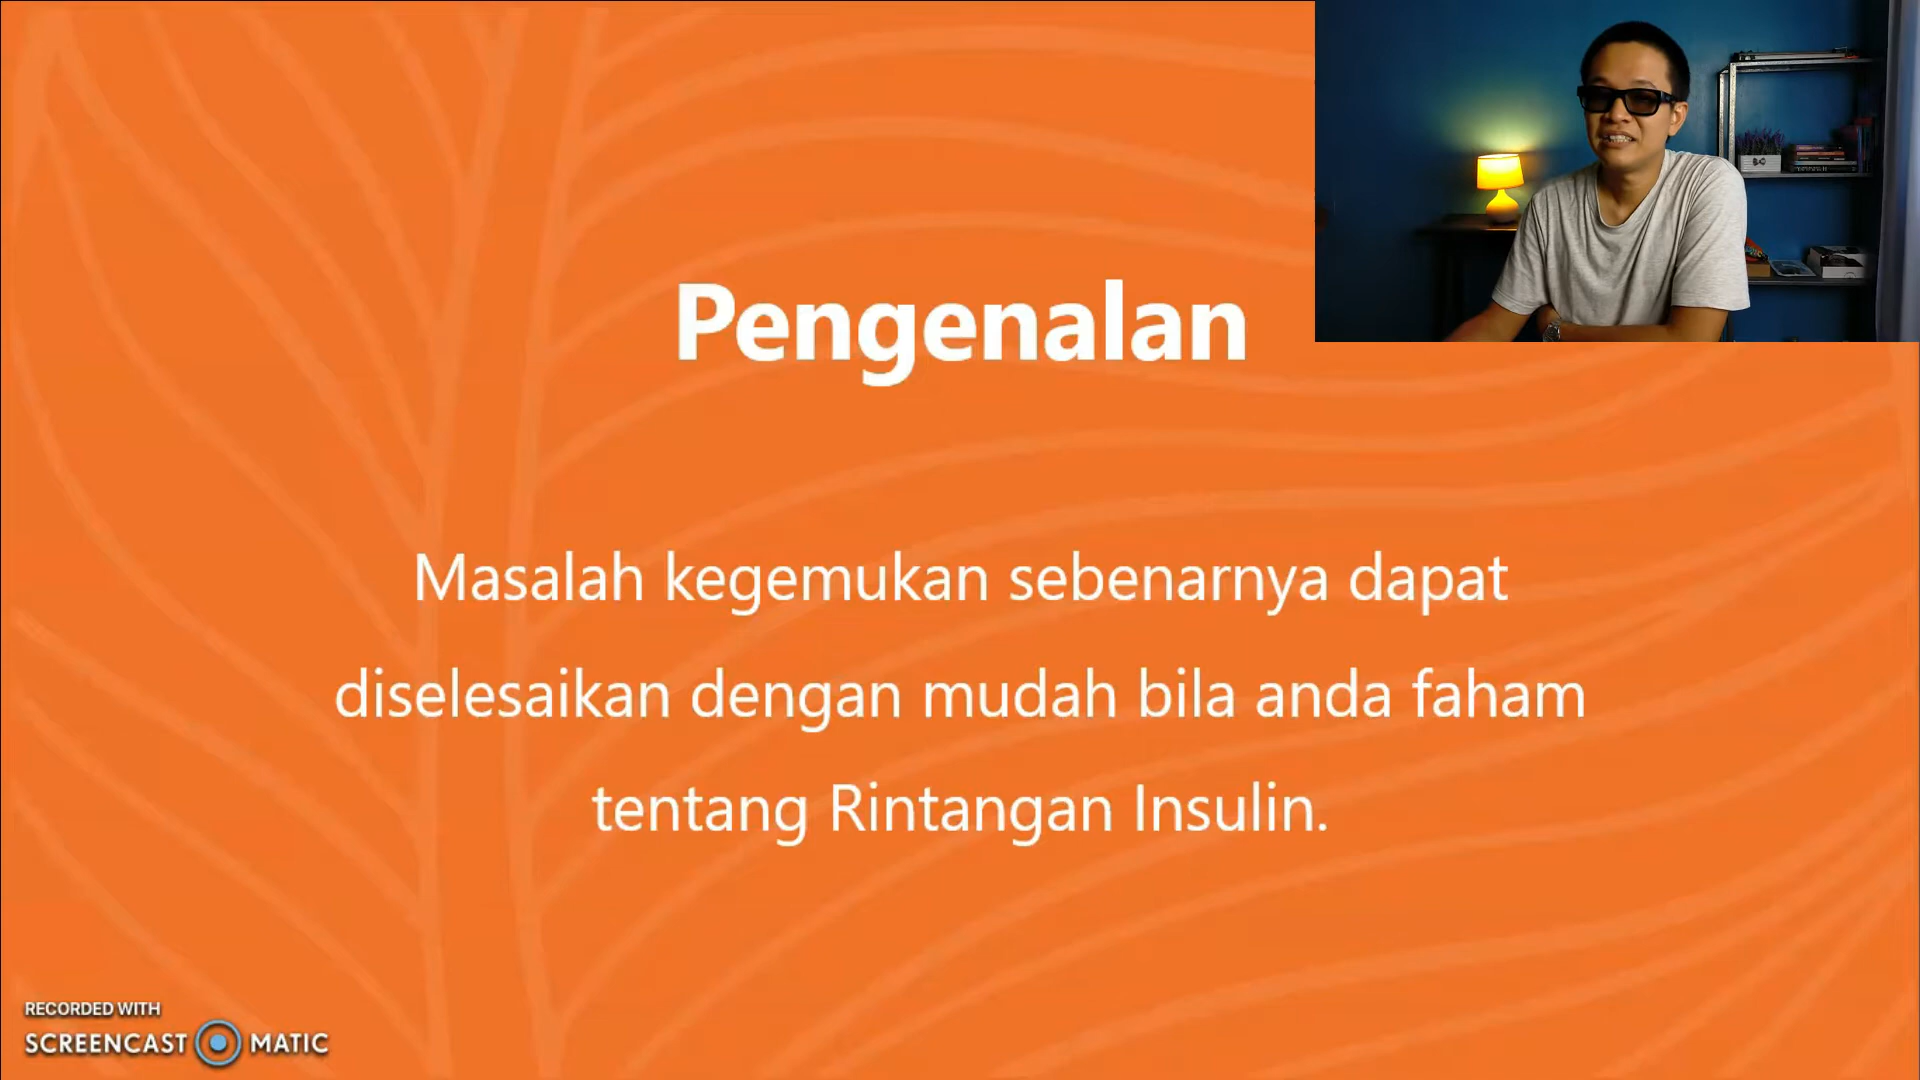 Pengenalan
Masalah kegemukan sebenarnya dapat
diselesaikan dengan mudah bila anda faham
tentang Rintangan Insulin.
RECORDED WITH
SCREENCAST MATIC